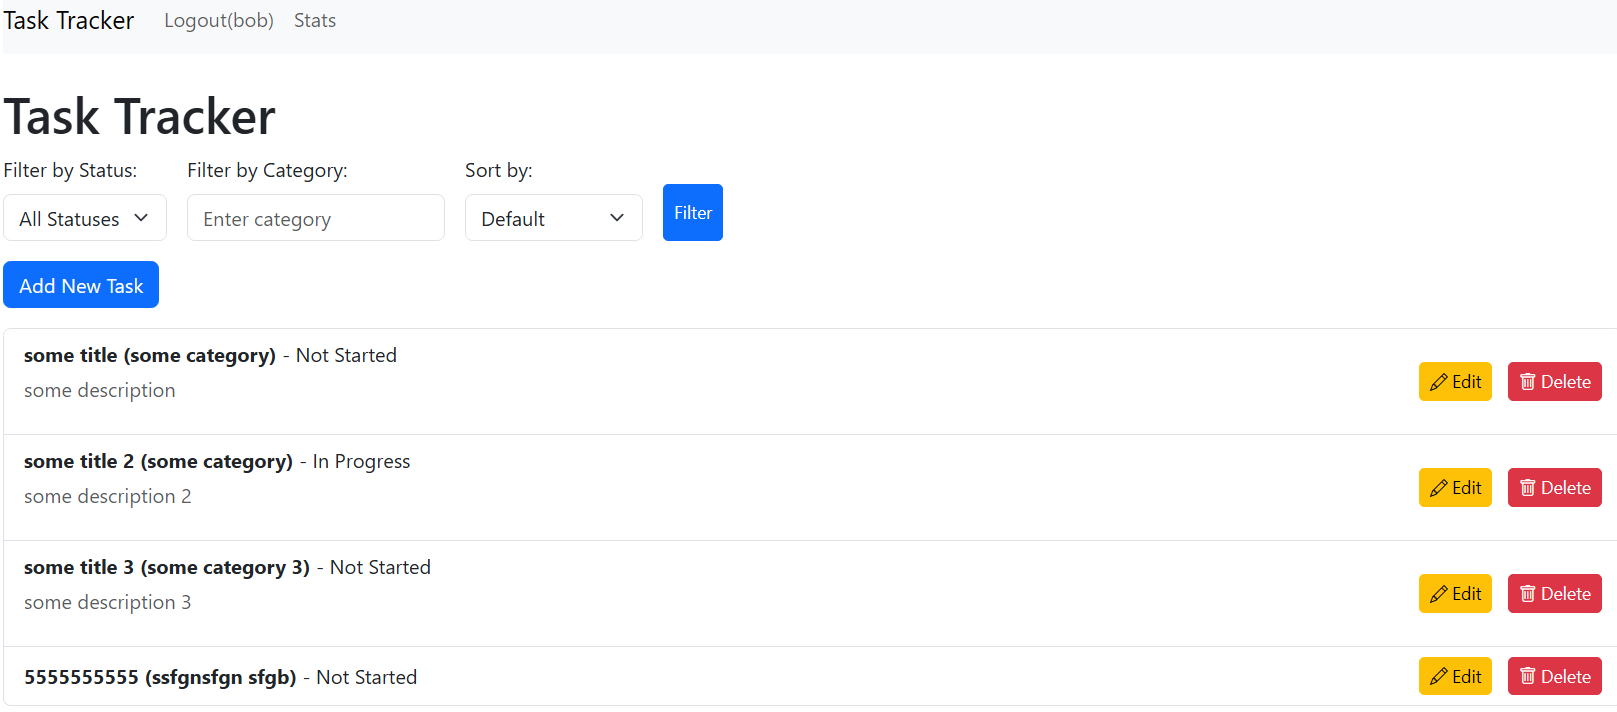 Task Tracker Logout(bob) Stats
Task Tracker
Filter by Status: Filter by Category: Sort by:
All Statuses Enter category Default Filter
Add New Task
some title (some category) - Not Started
some description
Edit Delete
some title 2 (some category) - In Progress
some description 2
Edit Delete
some title 3 (some category 3) - Not Started
some description 3
Edit Delete
5555555555 (ssfgnsfgn sfgb) - Not Started Edit Delete